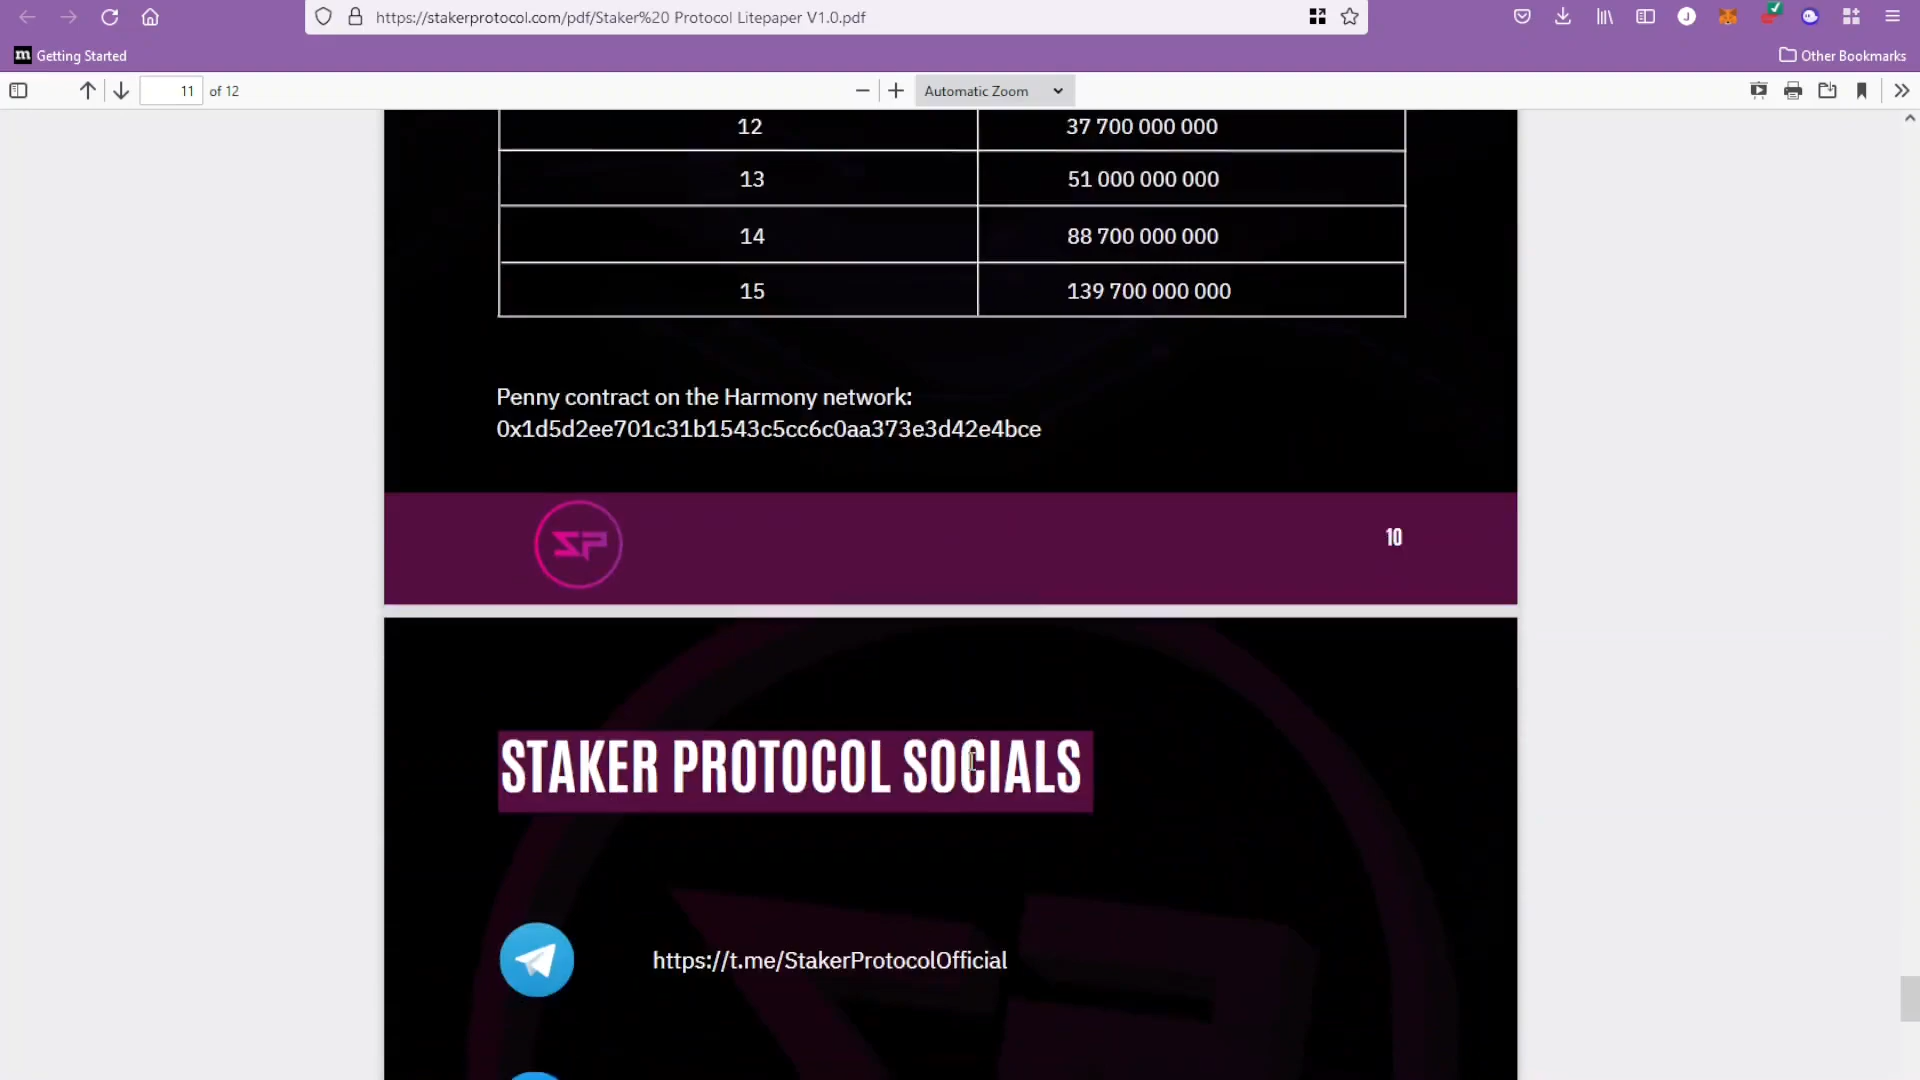 https://stakerprotocol.com/pdf/Staker%20 Protocol Litepaper V1.0.pdf
J
m Getting Started
Other Bookmarks
11 of 12
Automatic Zoom
12 37 700 000 000
13 51 000 000 000
14 88 700 000 000
15 139 700 000 000
Penny contract on the Harmony network:
0x1d5d2ee701c31b1543c5cc6c0aa373e3d42e4bce
SP
10
STAKER PROTOCOL SOCIALS
https://t.me/StakerProtocolOfficial